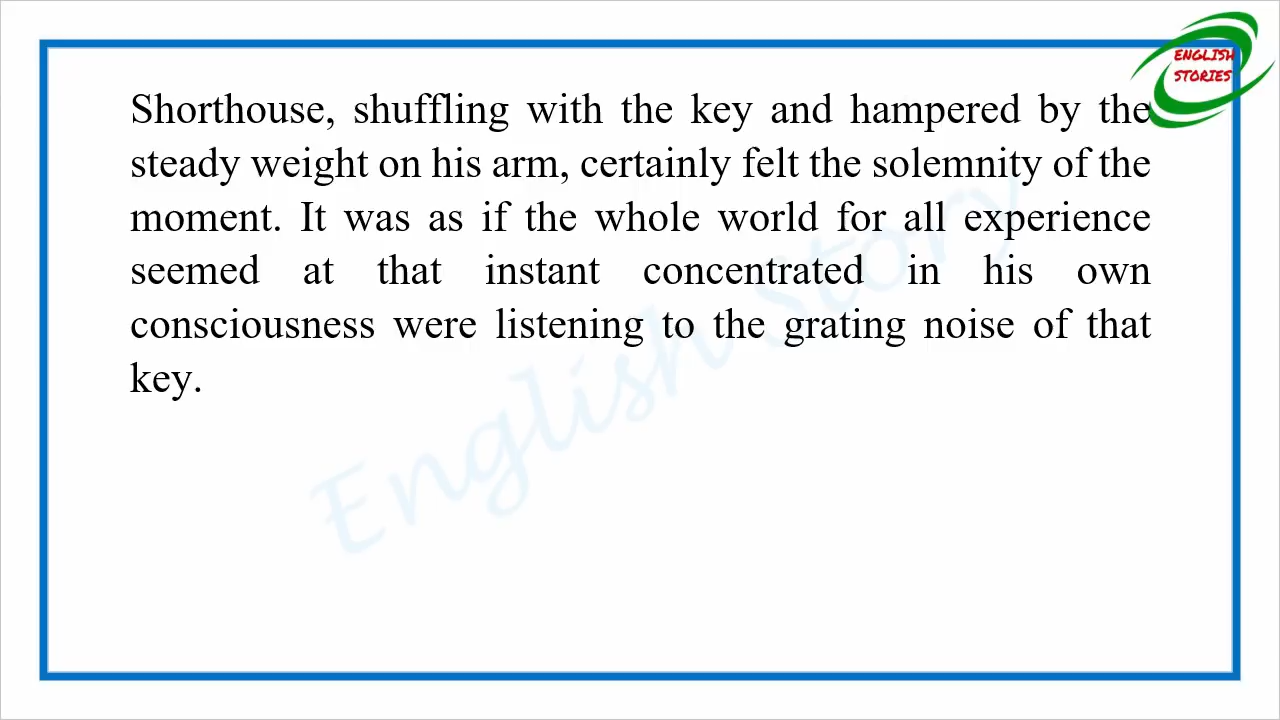 ENGLISH
STORIES
Shorthouse, shuffling with the key and hampered by the
steady weight on his arm, certainly felt the solemnity of the
moment. It was as if the whole world for all experience
seemed at that instant concentrated in his own
consciousness were listening to the grating noise of that
key.
English Story